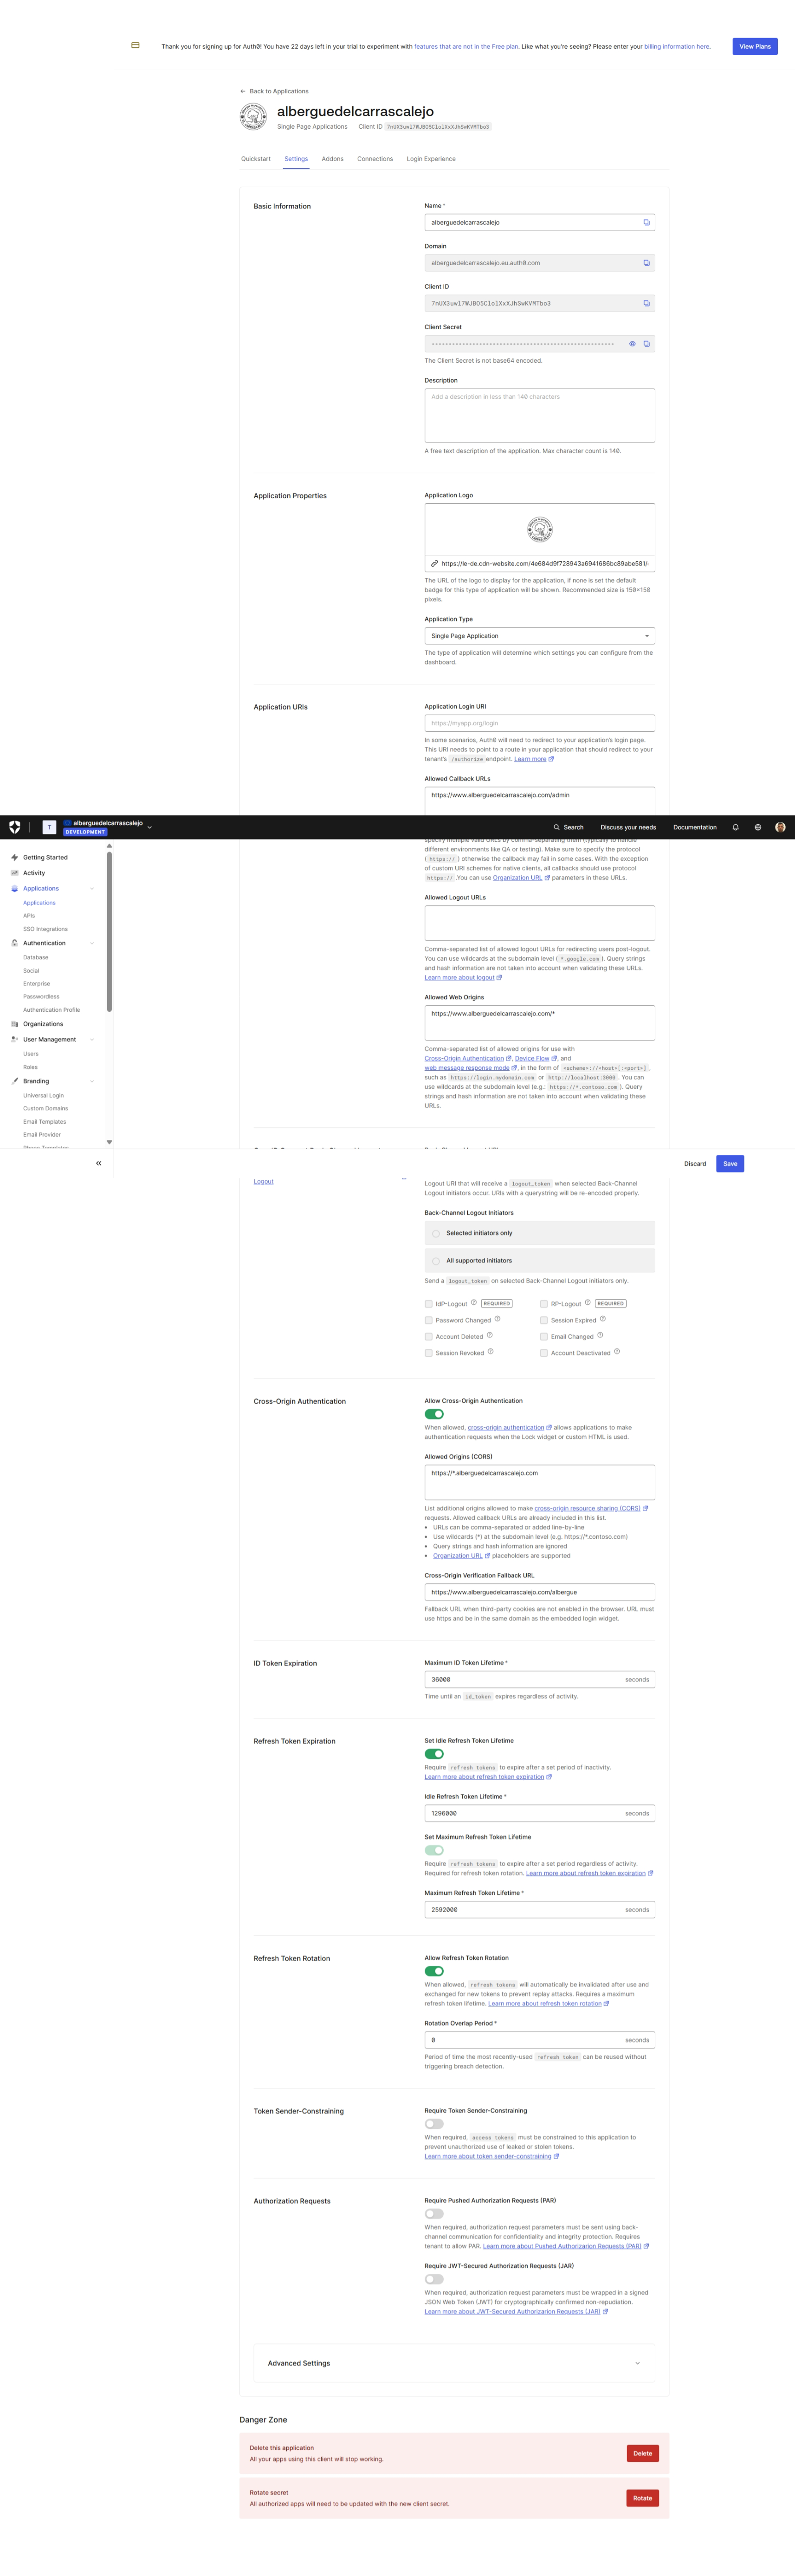 Thank you for signing up for Auth0! You have 22 days left in your trial to experiment with features that are not in the Free plan. Like what you're seeing? Please enter your billing information here.
View Plans
Back to Applications
alberguedelcarrascalejo
Single Page Applications
Client ID
Quickstart
Settings
Addons
Connections
Login Experience
Basic Information
Name *
alberguedelcarrascalejo
Domain
alberguedelcarrascalejo.eu.auth0.com
Client ID
Client Secret
The Client Secret is not base64 encoded.
Description
Add a description in less than 140 characters
A free text description of the application. Max character count is 140.
Application Properties
Application Logo
https://le-de.cdn-website.com/4e684d9f728943a6941686bc89abe581/
The URL of the logo to display for the application, if none is set the default
badge for this type of application will be shown. Recommended size is 150x150
pixels.
Application Type
Single Page Application
The type of application will determine which settings you can configure from the
dashboard.
Application URIs
Application Login URI
https://myapp.org/login
In some scenarios, Auth0 will need to redirect to your application's login page.
This URI needs to point to a route in your application that should redirect to your
tenant's /authorize endpoint. Learn more
Allowed Callback URLs
https://www.alberguedelcarrascalejo.com/admin
T
alberguedelcarrascalejo
DEVELOPMENT
Search
Discuss your needs
Documentation
Getting Started
Activity
Applications
Applications
APIs
SSO Integrations
Authentication
Database
Social
Enterprise
Passwordless
Authentication Profile
Organizations
User Management
Users
Roles
Branding
Universal Login
Custom Domains
Email Templates
Email Provider
Phone Templates
specify multiple valid URLs by comma-separating them (typically to handle
different environments like QA or testing). Make sure to specify the protocol
( https:// ) otherwise the callback may fail in some cases. With the exception
of custom URI schemes for native clients, all callbacks should use protocol
https:// .You can use Organization URL parameters in these URLs.
Allowed Logout URLs
Comma-separated list of allowed logout URLs for redirecting users post-logout.
You can use wildcards at the subdomain level ( *.google.com ). Query strings
and hash information are not taken into account when validating these URLs.
Learn more about logout
Allowed Web Origins
https://www.alberguedelcarrascalejo.com/*
Comma-separated list of allowed origins for use with
Cross-Origin Authentication , Device Flow , and
web message response mode , in the form of <scheme>://<host>[:<port>] ,
such as https://login.mydomain.com or http://localhost:3000 . You can
use wildcards at the subdomain level (e.g.: https://*.contoso.com ). Query
strings and hash information are not taken into account when validating these
URLs.
Discard
Save
Logout
Logout URI that will receive a logout_token when selected Back-Channel
Logout initiators occur. URIs with a querystring will be re-encoded properly.
Back-Channel Logout Initiators
Selected initiators only
All supported initiators
Send a logout_token on selected Back-Channel Logout initiators only.
IdP-Logout REQUIRED
RP-Logout REQUIRED
Password Changed
Session Expired
Account Deleted
Email Changed
Session Revoked
Account Deactivated
Cross-Origin Authentication
Allow Cross-Origin Authentication
When allowed, cross-origin authentication allows applications to make
authentication requests when the Lock widget or custom HTML is used.
Allowed Origins (CORS)
https://*.alberguedelcarrascalejo.com
List additional origins allowed to make cross-origin resource sharing (CORS)
requests. Allowed callback URLs are already included in this list.
• URLs can be comma-separated or added line-by-line
• Use wildcards (*) at the subdomain level (e.g. https://*.contoso.com)
• Query strings and hash information are ignored
• Organization URL placeholders are supported
Cross-Origin Verification Fallback URL
https://www.alberguedelcarrascalejo.com/albergue
Fallback URL when third-party cookies are not enabled in the browser. URL must
use https and be in the same domain as the embedded login widget.
ID Token Expiration
Maximum ID Token Lifetime *
36000 seconds
Time until an id_token expires regardless of activity.
Refresh Token Expiration
Set Idle Refresh Token Lifetime
Require refresh tokens to expire after a set period of inactivity.
Learn more about refresh token expiration
Idle Refresh Token Lifetime *
1296000 seconds
Set Maximum Refresh Token Lifetime
Require refresh tokens to expire after a set period regardless of activity.
Required for refresh token rotation. Learn more about refresh token expiration
Maximum Refresh Token Lifetime *
2592000 seconds
Refresh Token Rotation
Allow Refresh Token Rotation
When allowed, refresh tokens will automatically be invalidated after use and
exchanged for new tokens to prevent replay attacks. Requires a maximum
refresh token lifetime. Learn more about refresh token rotation
Rotation Overlap Period *
0 seconds
Period of time the most recently-used refresh token can be reused without
triggering breach detection.
Token Sender-Constraining
Require Token Sender-Constraining
When required, access tokens must be constrained to this application to
prevent unauthorized use of leaked or stolen tokens.
Learn more about token sender-constraining
Authorization Requests
Require Pushed Authorization Requests (PAR)
When required, authorization request parameters must be sent using back-
channel communication for confidentiality and integrity protection. Requires
tenant to allow PAR. Learn more about Pushed Authorizarion Requests (PAR)
Require JWT-Secured Authorization Requests (JAR)
When required, authorization request parameters must be wrapped in a signed
JSON Web Token (JWT) for cryptographically confirmed non-repudiation.
Learn more about JWT-Secured Authorizarion Requests (JAR)
Advanced Settings
Danger Zone
Delete this application
All your apps using this client will stop working.
Delete
Rotate secret
All authorized apps will need to be updated with the new client secret.
Rotate